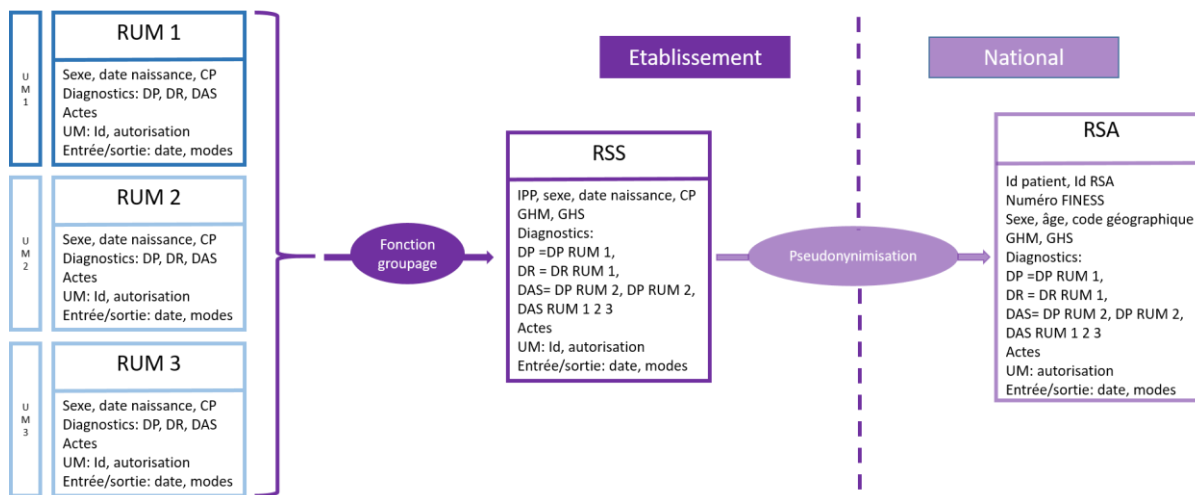 UM1
RUM 1
Sexe, date naissance, CP
Diagnostics: DP, DR, DAS
Actes
UM: Id, autorisation
Entrée/sortie: date, modes
UM2
RUM 2
Sexe, date naissance, CP
Diagnostics: DP, DR, DAS
Actes
UM: Id, autorisation
Entrée/sortie: date, modes
UM3
RUM 3
Sexe, date naissance, CP
Diagnostics: DP, DR, DAS
Actes
UM: Id, autorisation
Entrée/sortie: date, modes
Fonction
groupage
Etablissement
RSS
IPP, sexe, date naissance, CP
GHM, GHS
Diagnostics:
DP =DP RUM 1,
DR = DR RUM 1,
DAS= DP RUM 2, DP RUM 2,
DAS RUM 1 2 3
Actes
UM: Id, autorisation
Entrée/sortie: date, modes
Pseudonynimisation
National
RSA
Id patient, Id RSA
Numéro FINESS
Sexe, âge, code géographique
GHM, GHS
Diagnostics:
DP =DP RUM 1,
DR = DR RUM 1,
DAS= DP RUM 2, DP RUM 2,
DAS RUM 1 2 3
Actes
UM: autorisation
Entrée/sortie: date, modes